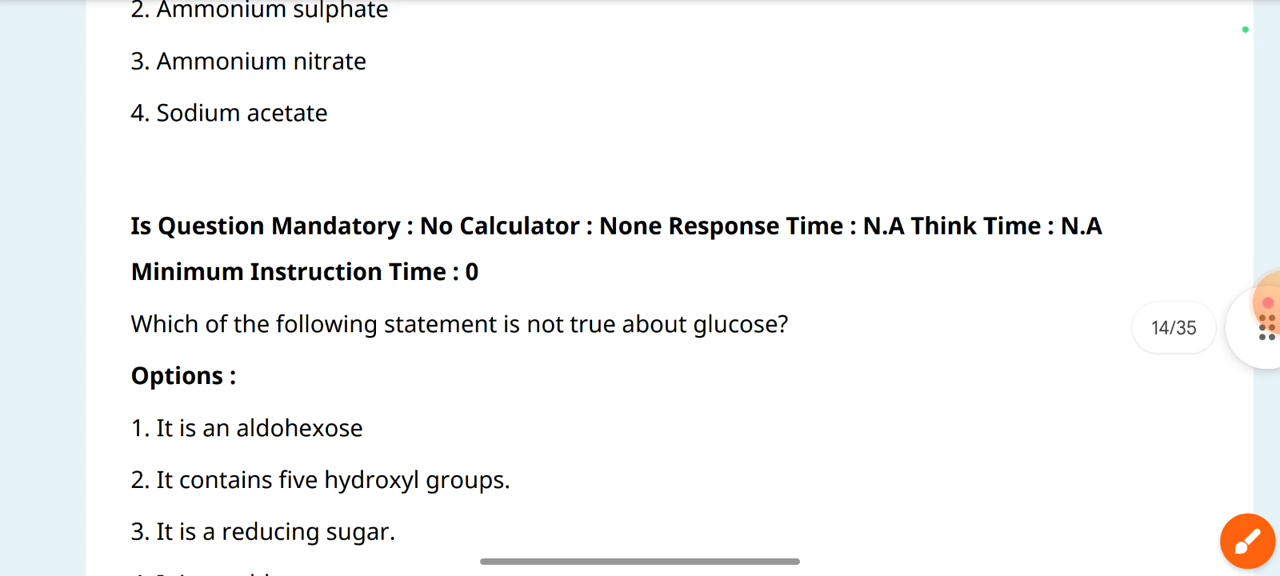 2. Ammonium sulphate
3. Ammonium nitrate
4. Sodium acetate
Is Question Mandatory : No Calculator : None Response Time : N.A Think Time : N.A
Minimum Instruction Time : 0
Which of the following statement is not true about glucose?
14/35
Options :
1. It is an aldohexose
2. It contains five hydroxyl groups.
3. It is a reducing sugar.